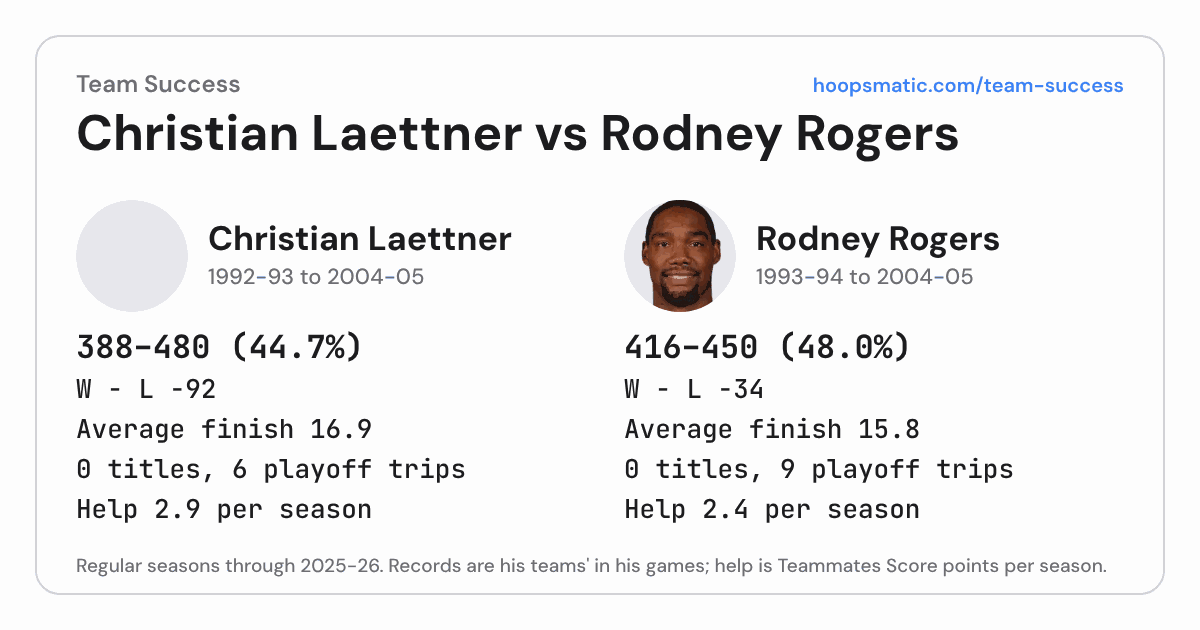 Team Success
hoopsmatic.com/team-success
Christian Laettner vs Rodney Rogers
Christian Laettner
1992–93 to 2004–05
388–480 (44.7%)
W - L -92
Average finish 16.9
0 titles, 6 playoff trips
Help 2.9 per season
Rodney Rogers
1993–94 to 2004–05
416–450 (48.0%)
W - L -34
Average finish 15.8
0 titles, 9 playoff trips
Help 2.4 per season
Regular seasons through 2025-26. Records are his teams' in his games; help is Teammates Score points per season.